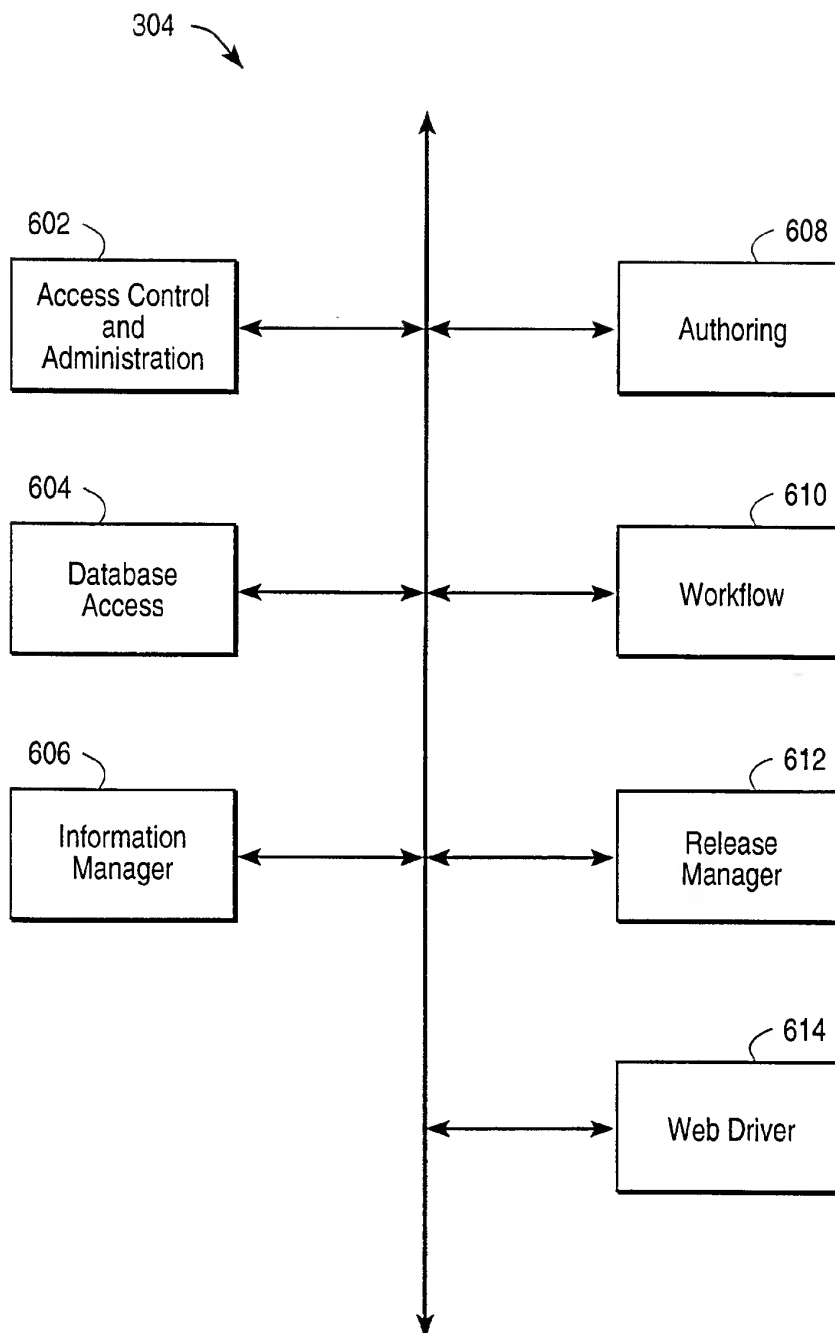 304
602
Access Control
and
Administration
608
Authoring
604
Database
Access
610
Workflow
606
Information
Manager
612
Release
Manager
614
Web Driver